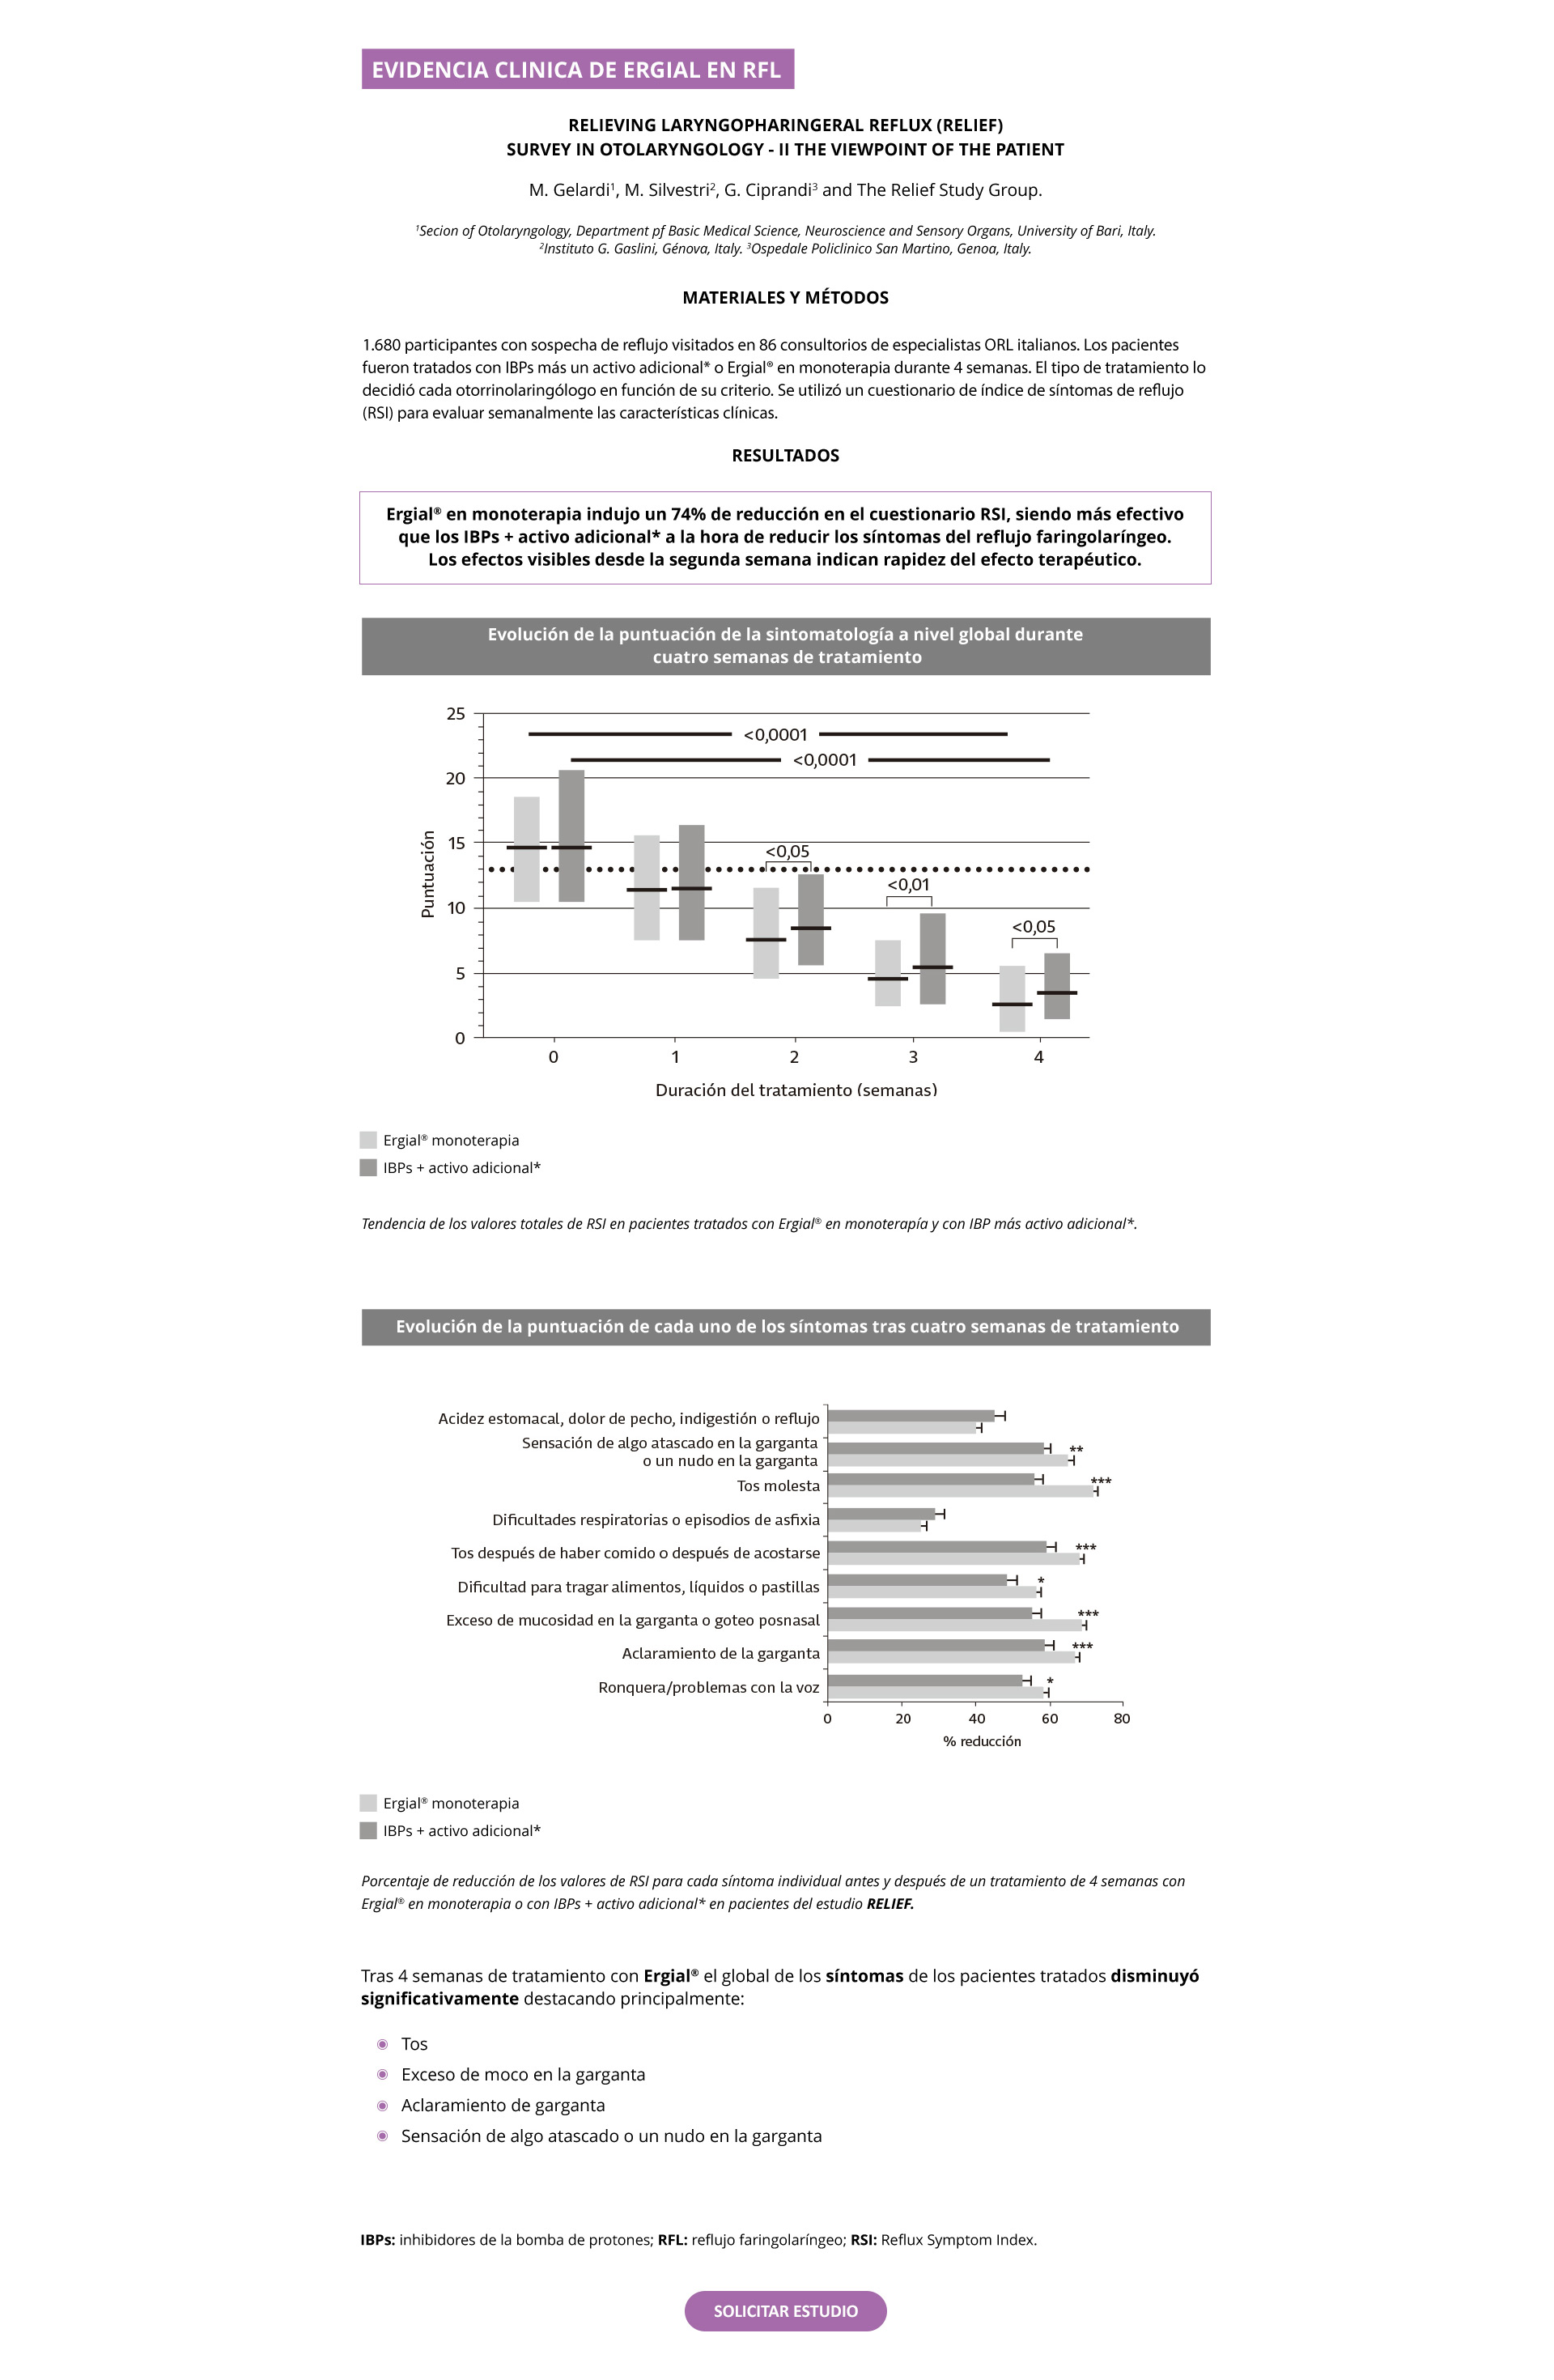 EVIDENCIA CLINICA DE ERGIAL EN RFL
RELIEVING LARYNGOPHARINGERAL REFLUX (RELIEF)
SURVEY IN OTOLARYNGOLOGY - II THE VIEWPOINT OF THE PATIENT
M. Gelardi¹, M. Silvestri², G. Ciprandi³ and The Relief Study Group.
¹Secion of Otolaryngology, Department pf Basic Medical Science, Neuroscience and Sensory Organs, University of Bari, Italy.
²Instituto G. Gaslini, Génova, Italy. ³Ospedale Policlinico San Martino, Genoa, Italy.
MATERIALES Y MÉTODOS
1.680 participantes con sospecha de reflujo visitados en 86 consultorios de especialistas ORL italianos. Los pacientes
fueron tratados con IBPs más un activo adicional* o Ergial® en monoterapia durante 4 semanas. El tipo de tratamiento lo
decidió cada otorrinolaringólogo en función de su criterio. Se utilizó un cuestionario de índice de síntomas de reflujo
(RSI) para evaluar semanalmente las características clínicas.
RESULTADOS
Ergial® en monoterapia indujo un 74% de reducción en el cuestionario RSI, siendo más efectivo
que los IBPs + activo adicional* a la hora de reducir los síntomas del reflujo faringolaríngeo.
Los efectos visibles desde la segunda semana indican rapidez del efecto terapéutico.
Evolución de la puntuación de la sintomatología a nivel global durante
cuatro semanas de tratamiento
25
<0,0001
<0,0001
20
15
<0,05
<0,01
10
<0,05
5
0
Puntuación
0 1 2 3 4
Duración del tratamiento (semanas)
Ergial® monoterapia
IBPs + activo adicional*
Tendencia de los valores totales de RSI en pacientes tratados con Ergial® en monoterapía y con IBP más activo adicional*.
Evolución de la puntuación de cada uno de los síntomas tras cuatro semanas de tratamiento
Acidez estomacal, dolor de pecho, indigestión o reflujo
Sensación de algo atascado en la garganta
o un nudo en la garganta **
Tos molesta ***
Dificultades respiratorias o episodios de asfixia
Tos después de haber comido o después de acostarse ***
Dificultad para tragar alimentos, líquidos o pastillas *
Exceso de mucosidad en la garganta o goteo posnasal ***
Aclaramiento de la garganta ***
Ronquera/problemas con la voz *
0 20 40 60 80
% reducción
Ergial® monoterapia
IBPs + activo adicional*
Porcentaje de reducción de los valores de RSI para cada síntoma individual antes y después de un tratamiento de 4 semanas con
Ergial® en monoterapia o con IBPs + activo adicional* en pacientes del estudio RELIEF.
Tras 4 semanas de tratamiento con Ergial® el global de los síntomas de los pacientes tratados disminuyó
significativamente destacando principalmente:
Tos
Exceso de moco en la garganta
Aclaramiento de garganta
Sensación de algo atascado o un nudo en la garganta
IBPs: inhibidores de la bomba de protones; RFL: reflujo faringolaríngeo; RSI: Reflux Symptom Index.
SOLICITAR ESTUDIO